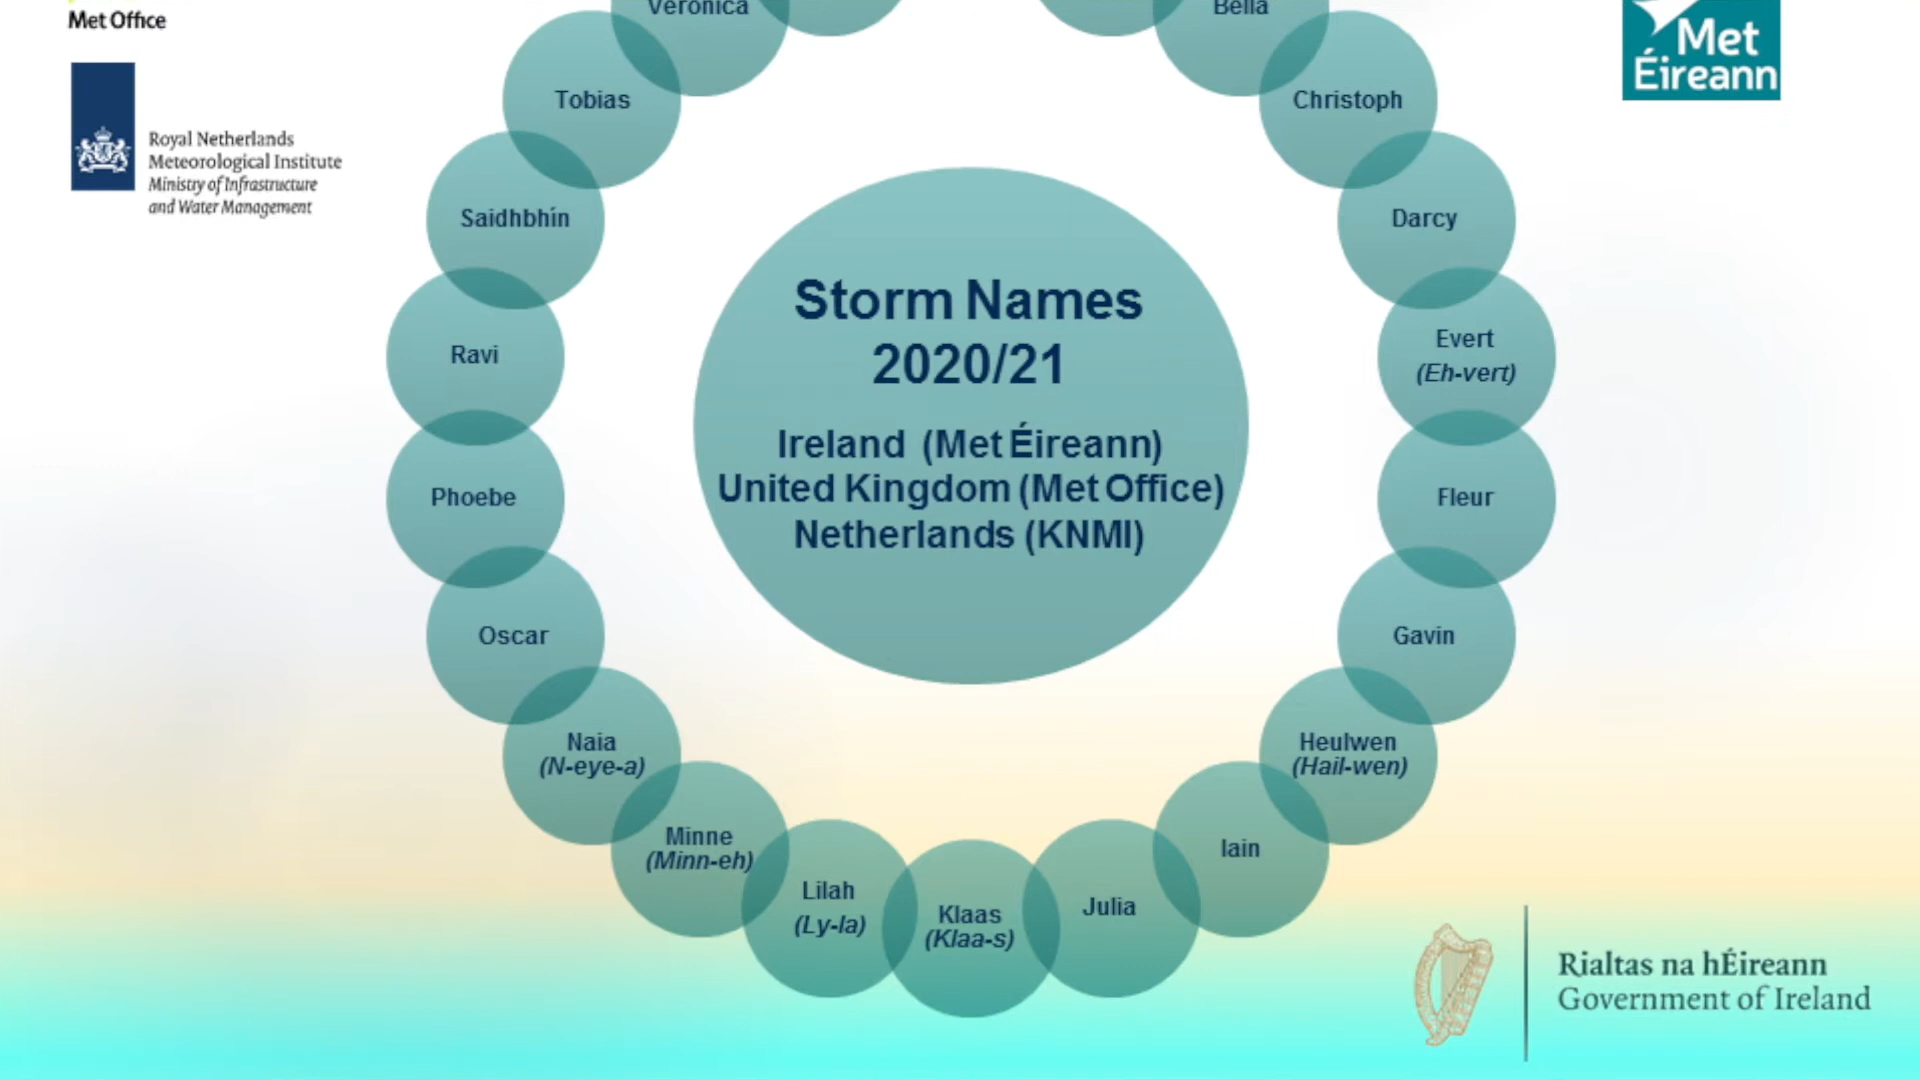 Met Office
Royal Netherlands
Meteorological Institute
Ministry of Infrastructure
and Water Management
Met
Éireann
Storm Names
2020/21
Ireland (Met Éireann)
United Kingdom (Met Office)
Netherlands (KNMI)
Bella
Christoph
Darcy
Evert
(Eh-vert)
Fleur
Gavin
Heulwen
(Hail-wen)
Iain
Julia
Klaas
(Klaa-s)
Lilah
(Ly-la)
Minne
(Minn-eh)
Naia
(N-eye-a)
Oscar
Phoebe
Ravi
Saidhbhín
Tobias
Veronica
Rialtas na hÉireann
Government of Ireland